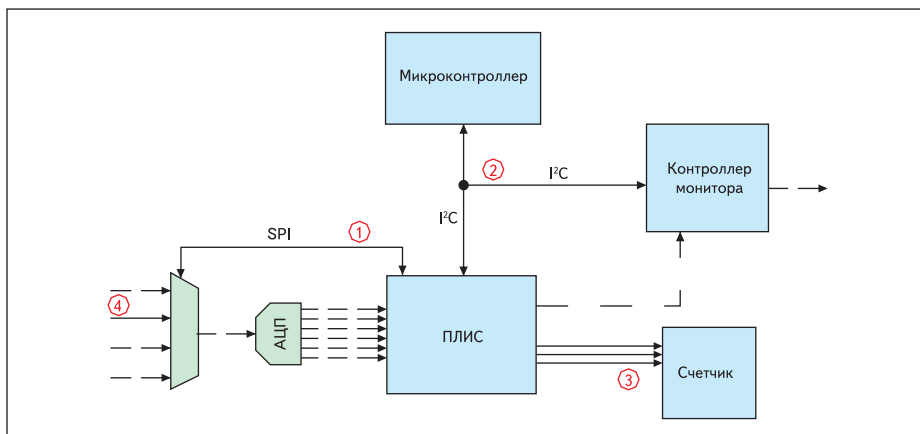 Микроконтроллер
2
I²C
Контроллер
монитора
I²C
SPI
1
4
АЦП
ПЛИС
3
Счетчик